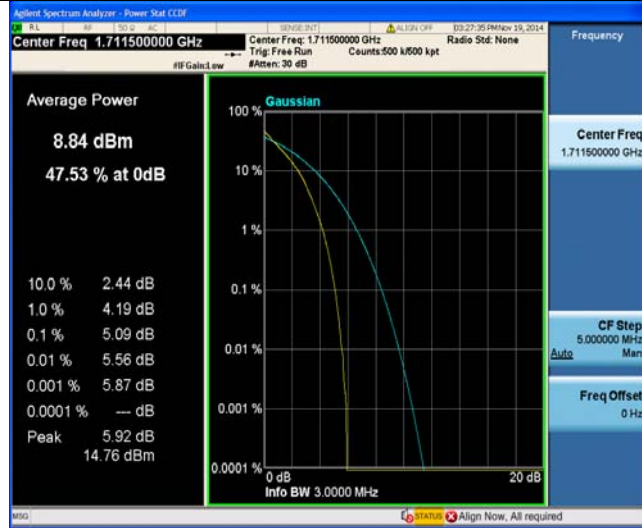 Agilent Spectrum Analyzer - Power Stat CCDF
RL RF 50 Ω AC SENSE:INT ALIGN OFF 03:27:35 PM Nov 19, 2014
Center Freq 1.711500000 GHz
Center Freq: 1.711500000 GHz Radio Std: None
Trig: Free Run Counts:500 k/500 kpt
#IFGain:Low #Atten: 30 dB
Frequency
Average Power
8.84 dBm
47.53 % at 0dB
10.0 % 2.44 dB
1.0 % 4.19 dB
0.1 % 5.09 dB
0.01 % 5.56 dB
0.001 % 5.87 dB
0.0001 % --- dB
Peak 5.92 dB
14.76 dBm
Gaussian
100 %
10 %
1 %
0.1 %
0.01 %
0.001 %
0.0001 %
0 dB 20 dB
Info BW 3.0000 MHz
Center Freq
1.711500000 GHz
CF Step
5.000000 MHz
Auto Man
Freq Offset
0 Hz
MSG STATUS Align Now, All required